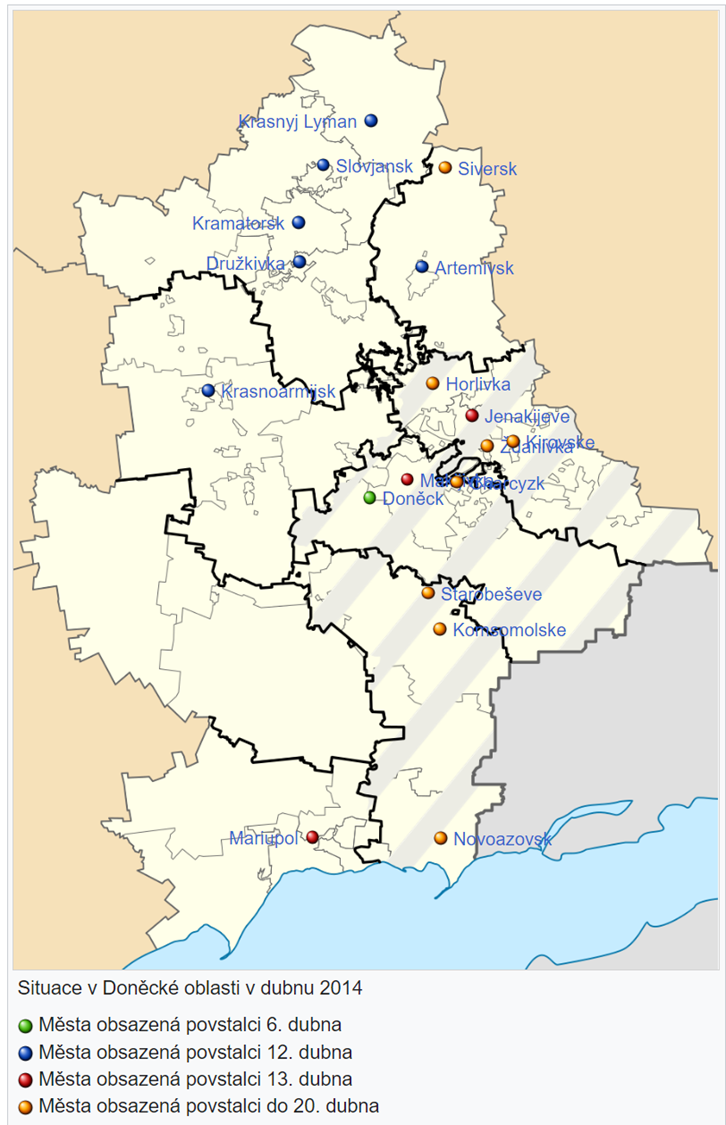 Krasnyj Lyman
Slovjansk
Siversk
Kramatorsk
Družkivka
Artemivsk
Horlivka
Krasnoarmijsk
Jenakijeve
Kirovske
Ždanivka
Doněck
Starobeševe
Komsomolske
Mariupol
Novoazovsk
Situace v Doněcké oblasti v dubnu 2014
Města obsazená povstalci 6. dubna
Města obsazená povstalci 12. dubna
Města obsazená povstalci 13. dubna
Města obsazená povstalci do 20. dubna